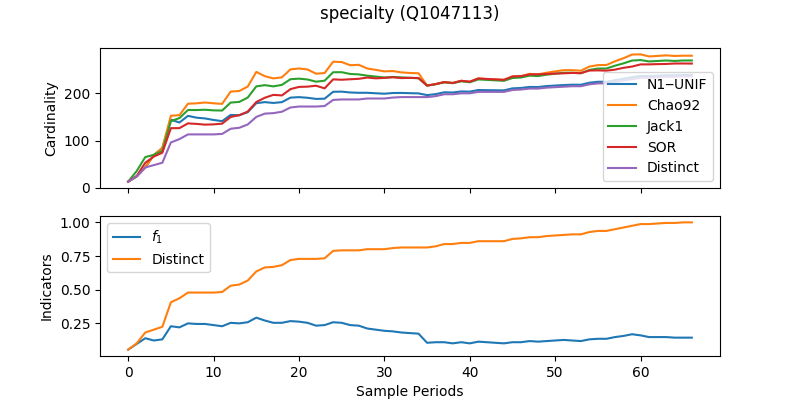 specialty (Q1047113)
Cardinality
200
100
0
N1−UNIF
Chao92
Jack1
SOR
Distinct
Indicators
1.00
0.75
0.50
0.25
f1
Distinct
0
10
20
30
40
50
60
Sample Periods